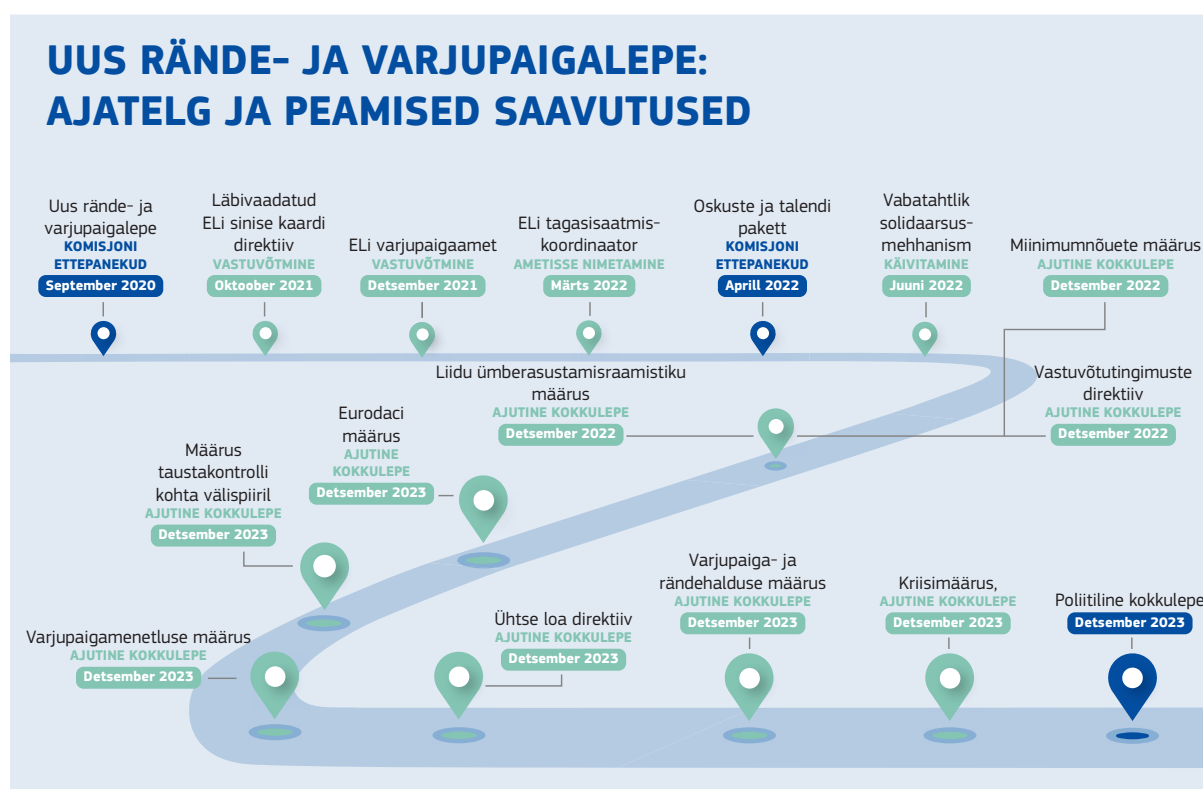 UUS RÄNDE- JA VARJUPAIGALEPE:
AJATELG JA PEAMISED SAAVUTUSED
Uus rände- ja
varjupaigalepe
KOMISJONI
ETTEPANEKUD
September 2020
Läbivaadatud
ELi sinise kaardi
direktiiv
VASTUVÕTMINE
Oktoober 2021
ELi varjupaigaamet
VASTUVÕTMINE
Detsember 2021
ELi tagasisaatmis-
koordinaator
AMETISSE NIMETAMINE
Märts 2022
Oskuste ja talendi
pakett
KOMISJONI
ETTEPANEKUD
Aprill 2022
Vabatahtlik
solidaarsus-
mehhanism
KÄIVITAMINE
Juuni 2022
Miinimumnõuete määrus
AJUTINE KOKKULEPE
Detsember 2022
Liidu ümberasustamisraamistiku
määrus
AJUTINE KOKKULEPE
Detsember 2022
Vastuvõtutingimuste
direktiiv
AJUTINE KOKKULEPE
Detsember 2022
Eurodaci
määrus
AJUTINE
KOKKULEPE
Detsember 2023
Määrus
taustakontrolli
kohta välispiiril
AJUTINE KOKKULEPE
Detsember 2023
Varjupaigamenetluse määrus
AJUTINE KOKKULEPE
Detsember 2023
Ühtse loa direktiiv
AJUTINE KOKKULEPE
Detsember 2023
Varjupaiga- ja
rändehalduse määrus
AJUTINE KOKKULEPE
Detsember 2023
Kriisimäärus,
AJUTINE KOKKULEPE
Detsember 2023
Poliitiline kokkulepe
Detsember 2023